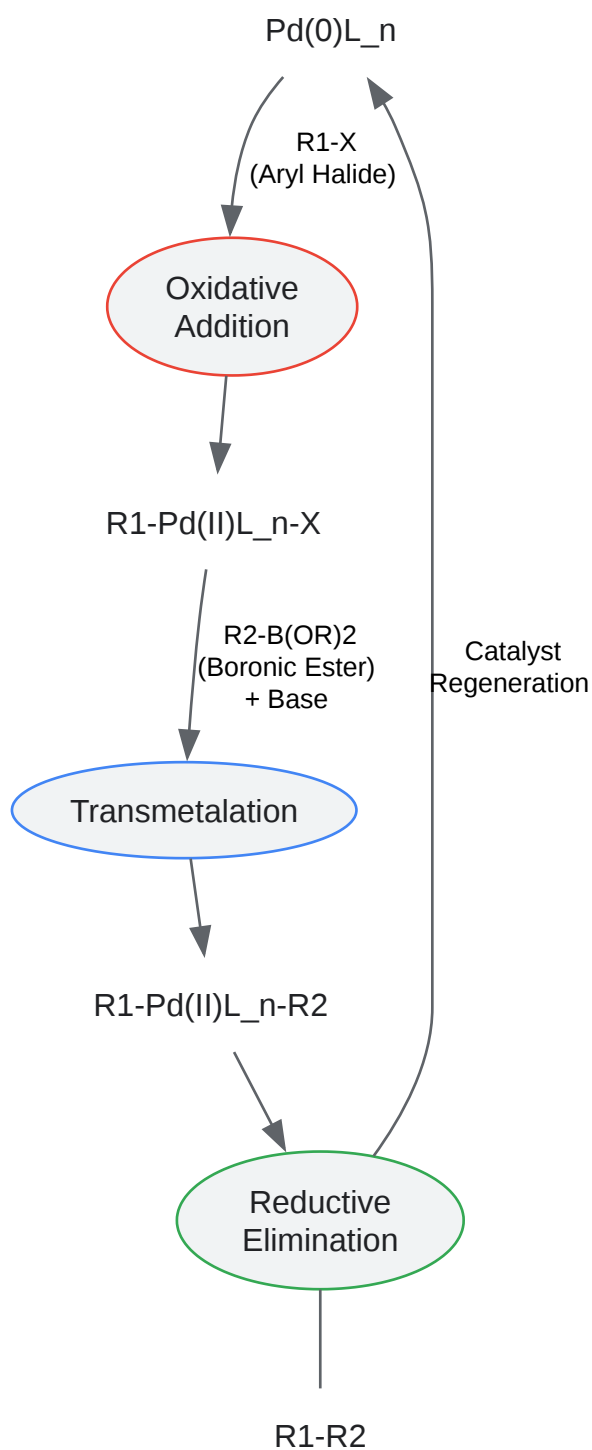 Pd(0)L_n
R1-X
(Aryl Halide)
Oxidative
Addition
R1-Pd(II)L_n-X
R2-B(OR)2
(Boronic Ester)
+ Base
Catalyst
Regeneration
Transmetalation
R1-Pd(II)L_n-R2
Reductive
Elimination
R1-R2